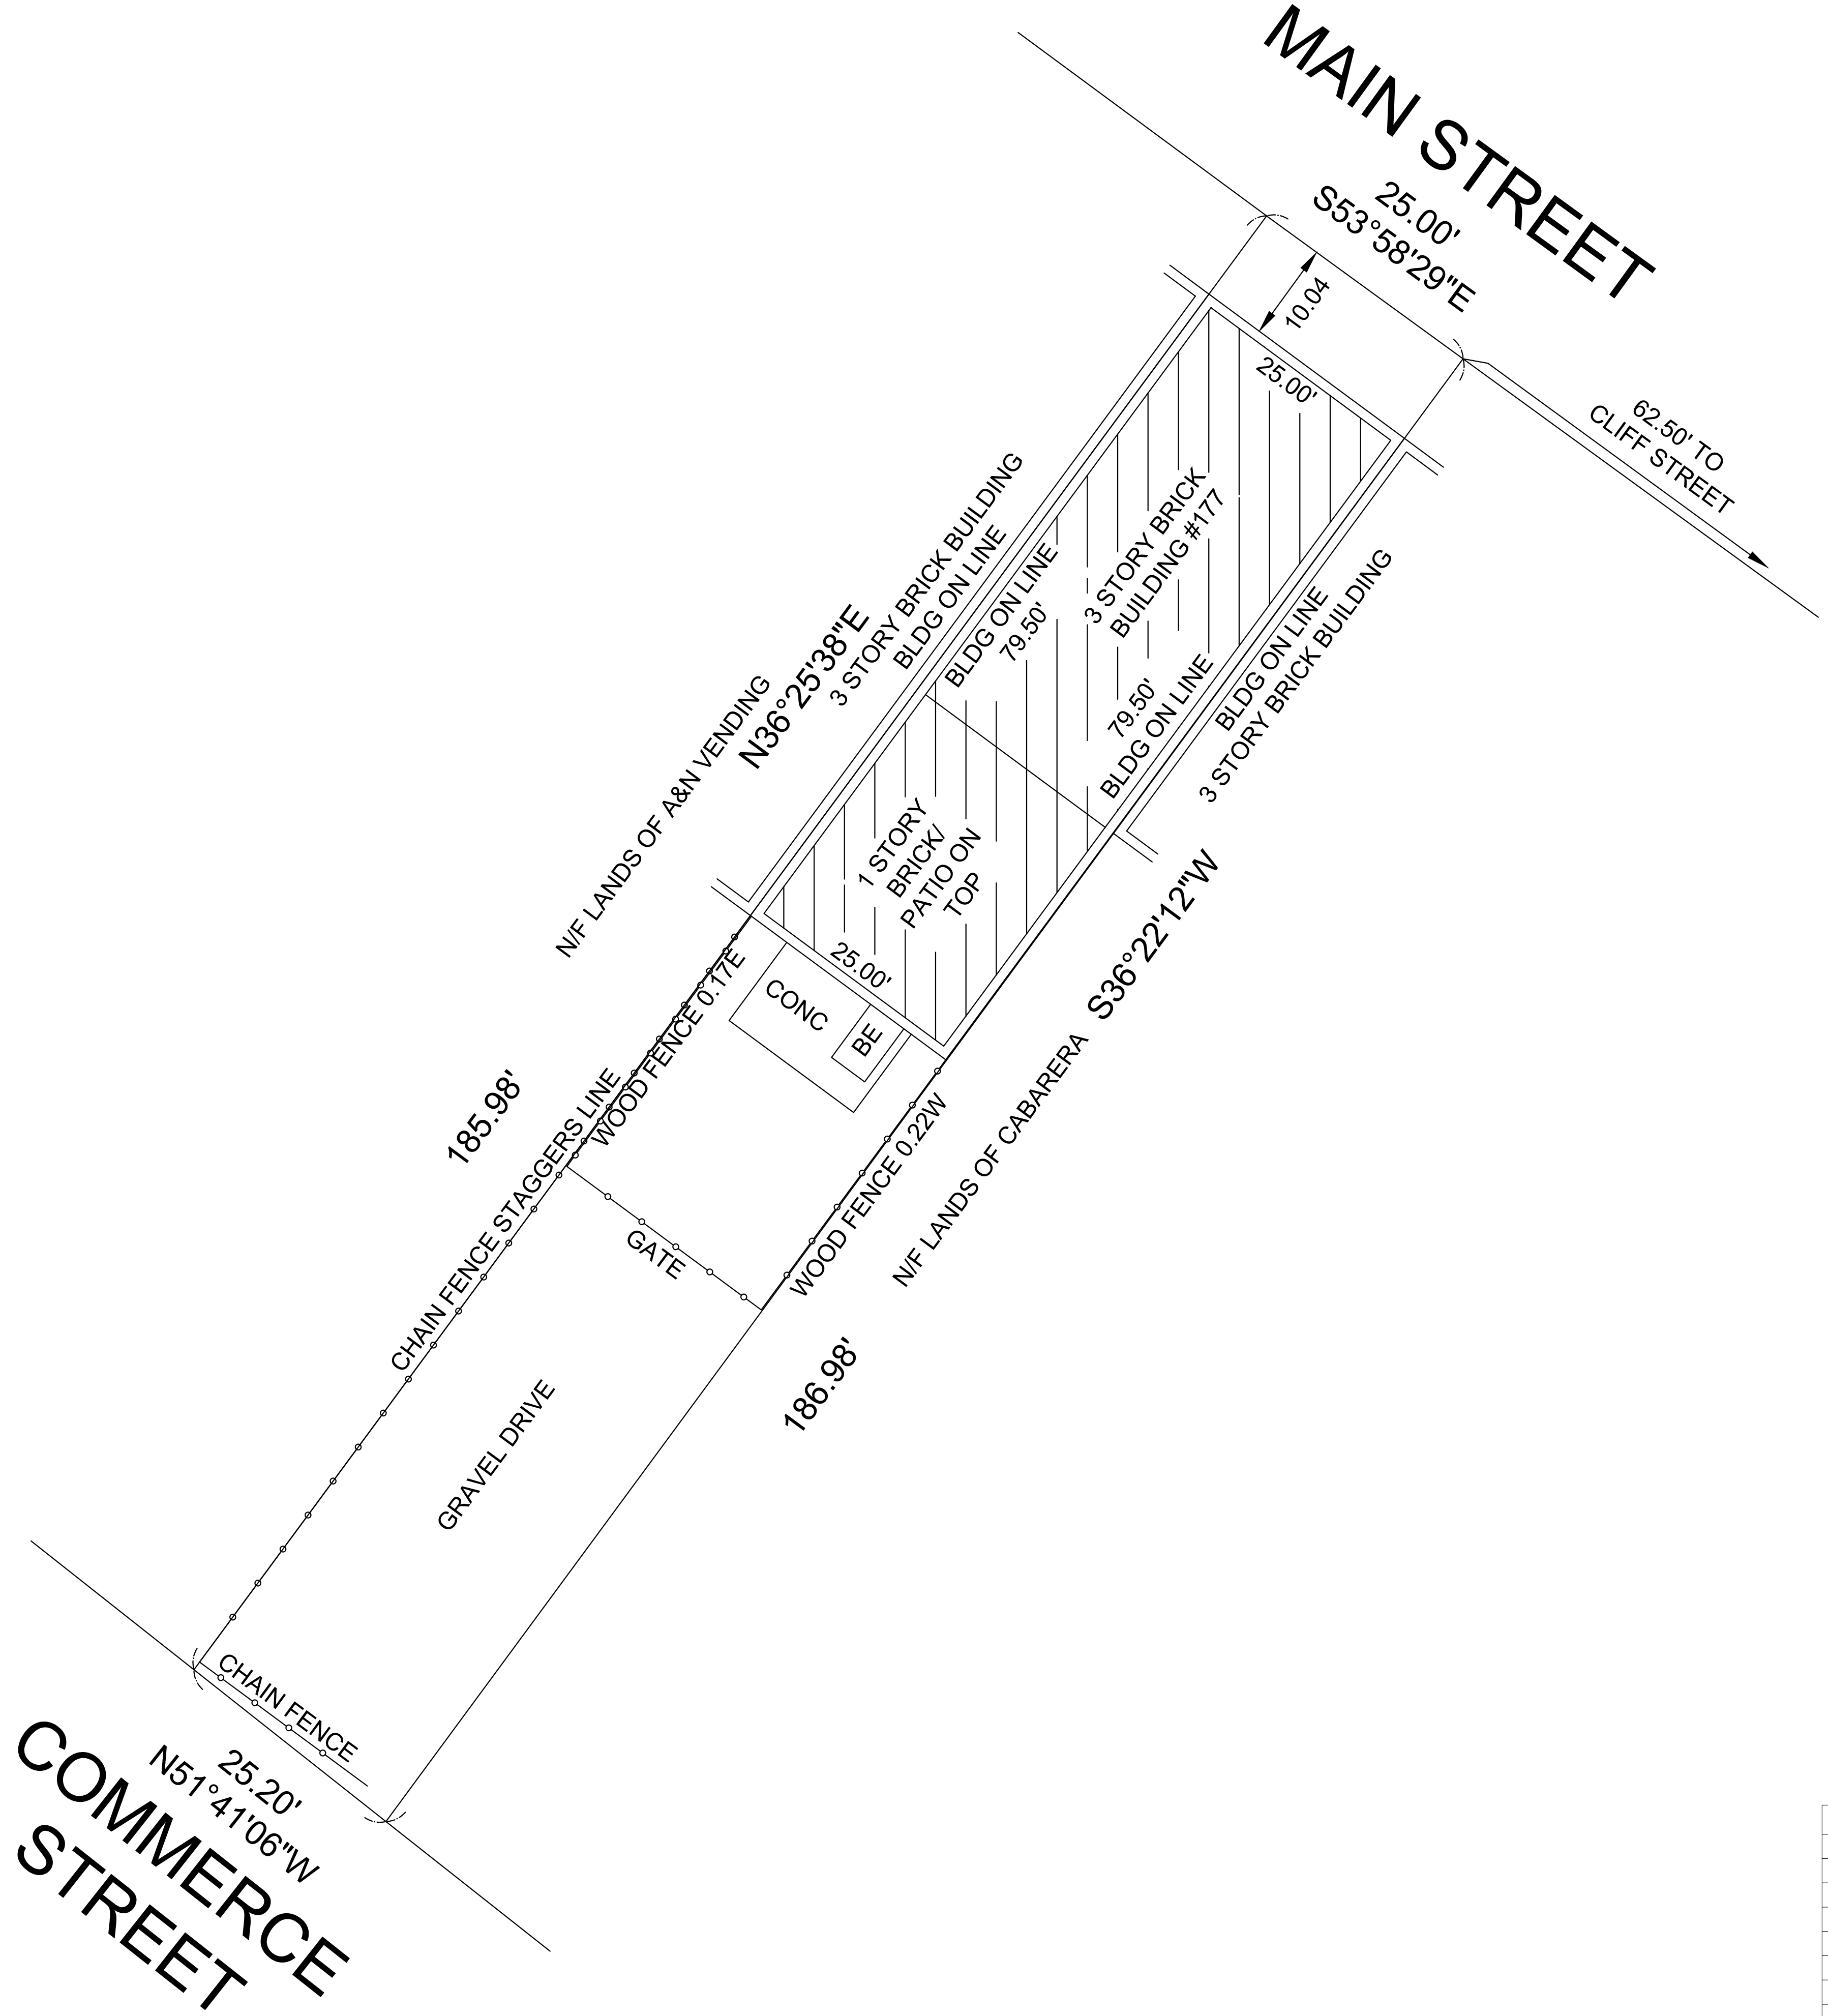 MAIN STREET
25.00'
S53°58'29"E
10.04
25.00'
62.50' TO
CLIFF STREET
3 STORY BRICK BUILDING
BLDG ON LINE
N36°25'38"E
N/F LANDS OF A&N VENDING
BLDG ON LINE
79.50'
3 STORY BRICK
BUILDING #177
79.50'
BLDG ON LINE
BLDG ON LINE
3 STORY BRICK BUILDING
1 STORY
BRICK/
PATIO ON
TOP
25.00'
CONC
BE
S36°22'12"W
N/F LANDS OF CABARERA
WOOD FENCE 0.17E
185.98'
CHAIN FENCE STAGGERS LINE
WOOD FENCE 0.22W
GATE
186.98'
GRAVEL DRIVE
CHAIN FENCE
25.20'
N51°41'06"W
COMMERCE
STREET